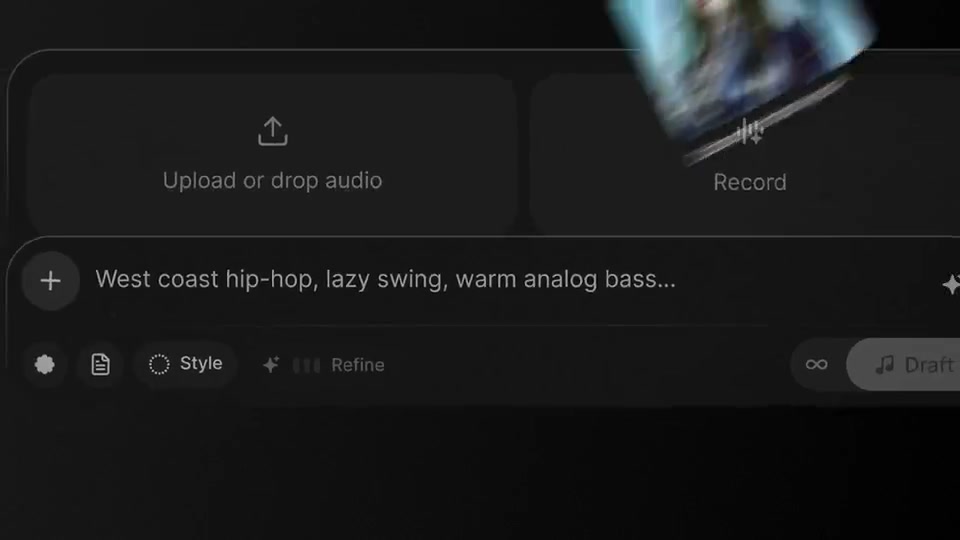 Upload or drop audio
Record
West coast hip-hop, lazy swing, warm analog bass...
Style
Refine
Draft